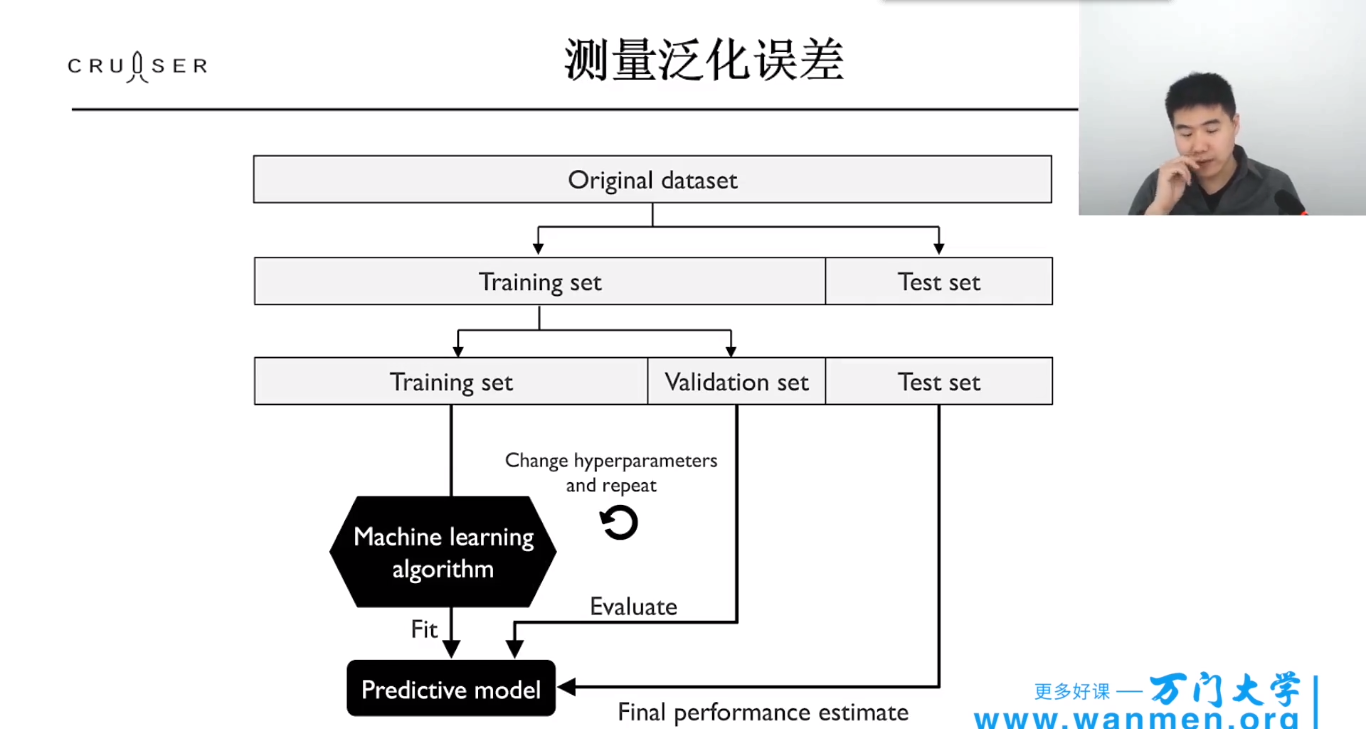 CRUISER
测量泛化误差
Original dataset
Training set
Test set
Training set
Validation set
Test set
Change hyperparameters
and repeat
Machine learning
algorithm
Evaluate
Fit
Predictive model
Final performance estimate
更多好课 — 万门大学
www.wanmen.org